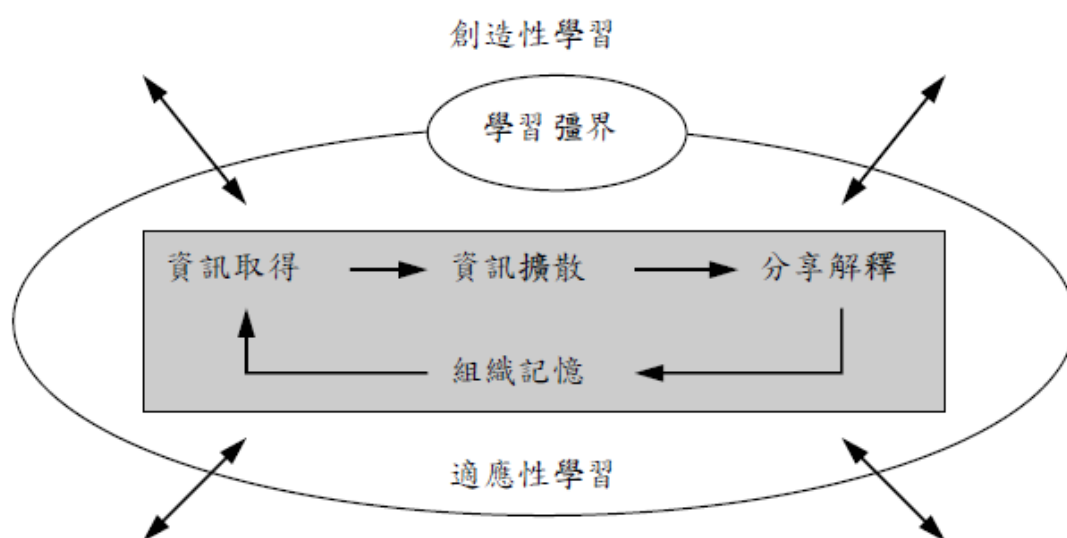 創造性學習
學習彊界
資訊取得 資訊擴散 分享解釋
組織記憶
適應性學習